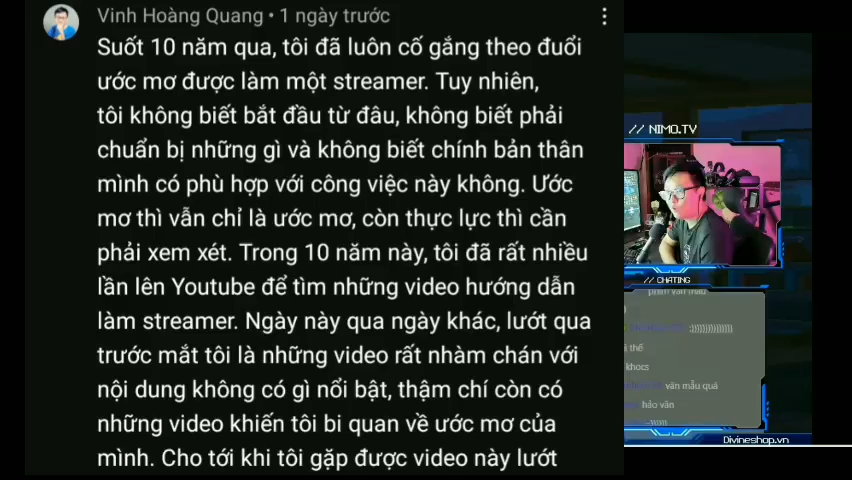 Vinh Hoàng Quang • 1 ngày trước
Suốt 10 năm qua, tôi đã luôn cố gắng theo đuổi
ước mơ được làm một streamer. Tuy nhiên,
tôi không biết bắt đầu từ đâu, không biết phải
chuẩn bị những gì và không biết chính bản thân
mình có phù hợp với công việc này không. Ước
mơ thì vẫn chỉ là ước mơ, còn thực lực thì cần
phải xem xét. Trong 10 năm này, tôi đã rất nhiều
lần lên Youtube để tìm những video hướng dẫn
làm streamer. Ngày này qua ngày khác, lướt qua
trước mắt tôi là những video rất nhàm chán với
nội dung không có gì nổi bật, thậm chí còn có
những video khiến tôi bi quan về ước mơ của
mình. Cho tới khi tôi gặp được video này lướt
// NIMO.TV
// CHATING
:))))))))))))))))
thế
khocs
văn mẫu quá
hảo văn
Divineshop.vn